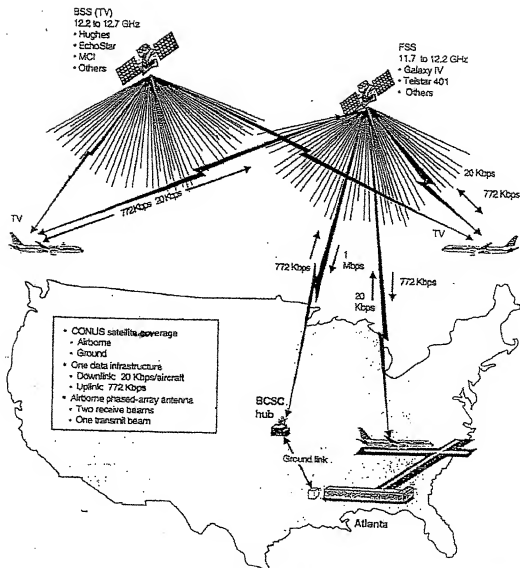 BSS (TV)
12.2 to 12.7 GHz
• Hughes
• EchoStar
• MCI
• Others
FSS
11.7 to 12.2 GHz
• Galaxy IV
• Telstar 401
• Others
20 Kbps
772 Kbps
772Kbps 20 Kbps
TV
TV
772 Kbps
1
Mbps
20
Kbps
772 Kbps
• CONUS satellite coverage
• Airborne
• Ground
• One data infrastructure
• Downlink: 20 Kbps/aircraft
• Uplink: 772 Kbps
• Airborne phased-array antenna
• Two receive beams
• One transmit beam
BCSC
hub
Ground link
Atlanta